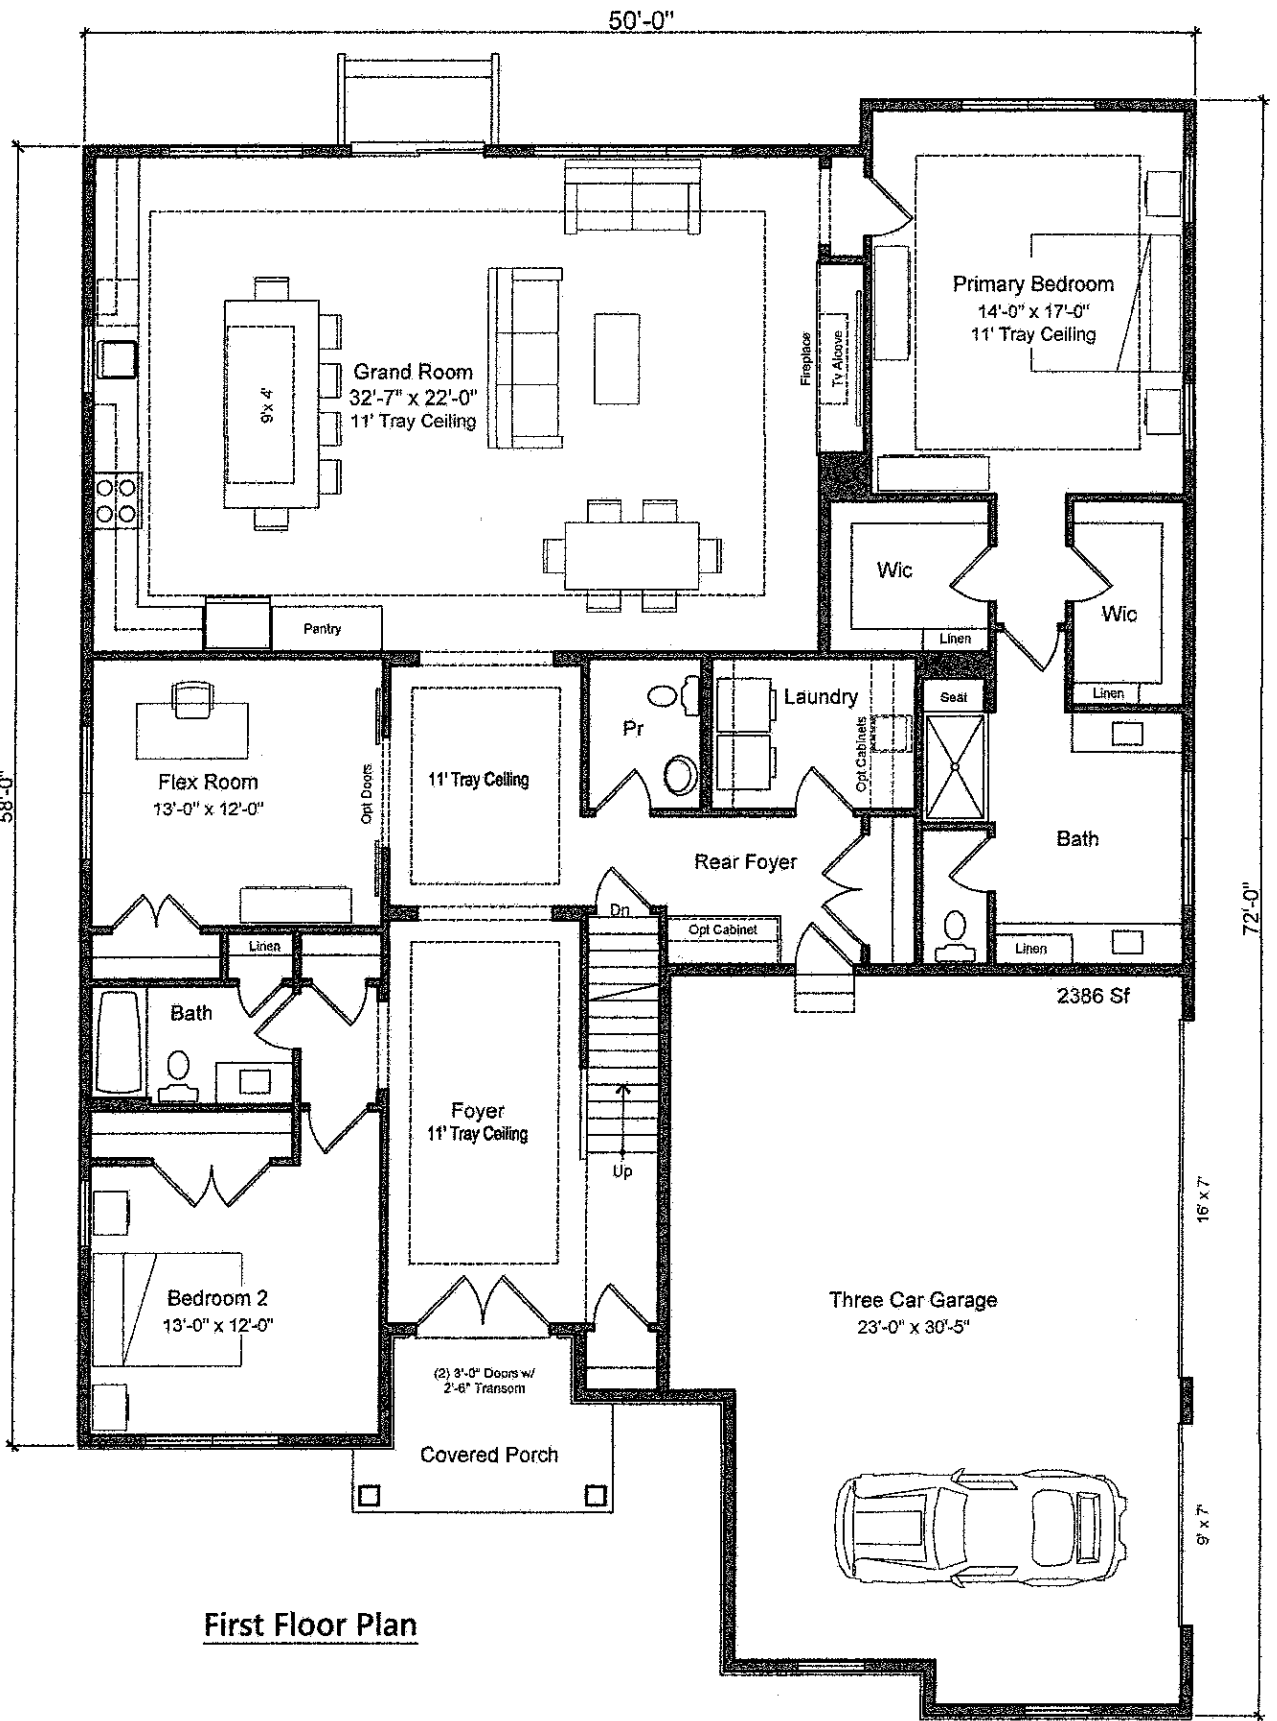 50'-0"
Primary Bedroom
14'-0" x 17'-0"
11' Tray Ceiling
Grand Room
32'-7" x 22'-0"
11' Tray Ceiling
9'x 4'
Fireplace
Tv Alcove
Wic
Linen
Wic
Linen
Pantry
58'-0"
Flex Room
13'-0" x 12'-0"
Opt Doors
11' Tray Ceiling
Pr
Laundry
Opt Cabinets
Seat
Bath
Rear Foyer
Dn
Opt Cabinet
Linen
72'-0"
Linen
Bath
2386 Sf
Foyer
11' Tray Ceiling
Up
16' x 7'
Bedroom 2
13'-0" x 12'-0"
Three Car Garage
23'-0" x 30'-5"
(2) 3'-0" Doors w/
2'-6" Transom
Covered Porch
9' x 7'
First Floor Plan